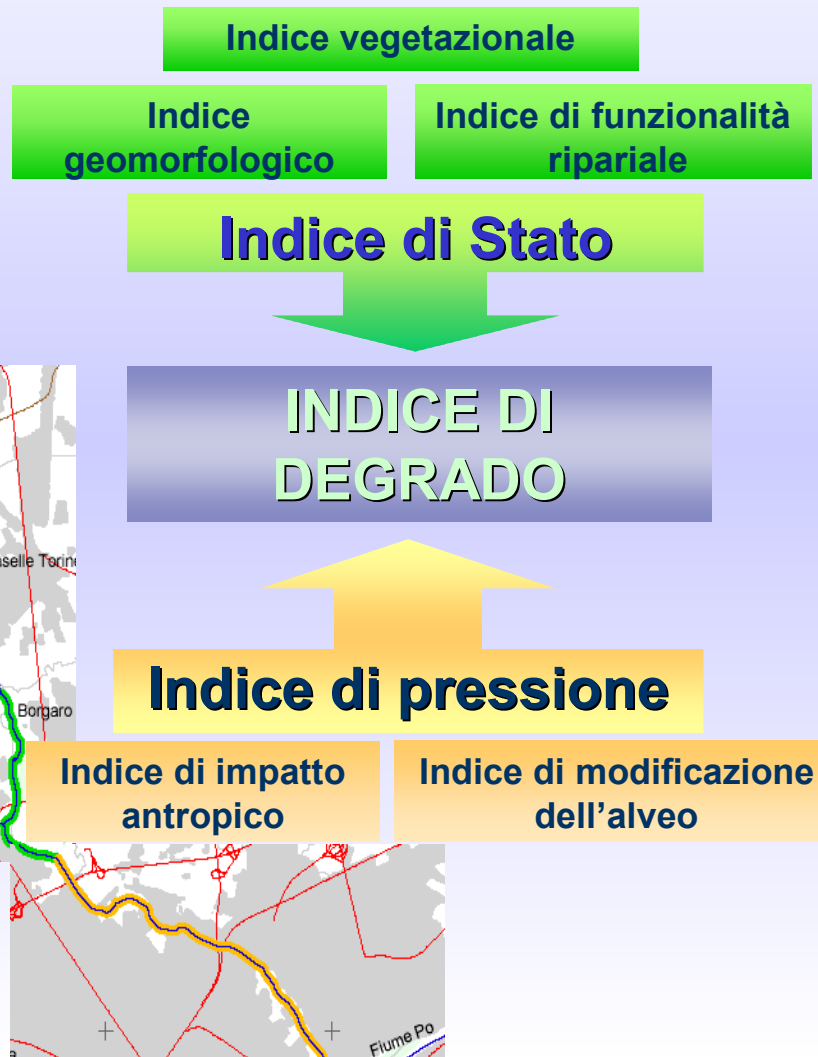 Indice vegetazionale
Indice
geomorfologico
Indice di funzionalità
ripariale
Indice di Stato
INDICE DI
DEGRADO
Indice di pressione
Indice di impatto
antropico
Indice di modificazione
dell’alveo
Borgaro
Fiume Po